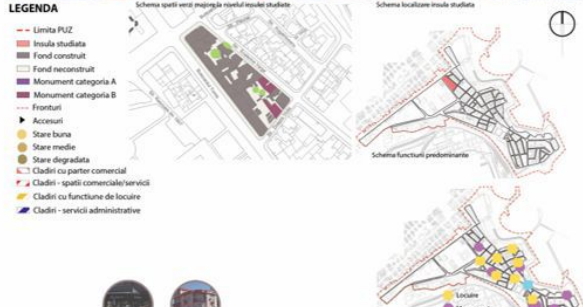 LEGENDA
Limita PUZ
Insula studiata
Fond construit
Fond neconstruit
Monument categoria A
Monument categoria B
Fronturi
Accesuri
Stare buna
Stare medie
Stare degradata
Cladiri cu parter comercial
Cladiri - spatii comerciale/servicii
Cladiri cu functiune de locuire
Cladiri - servicii administrative
Schema spatii verzi majore la nivelul insulei studiate
Schema localizare insula studiata
Schema functiuni predominante
Locuire